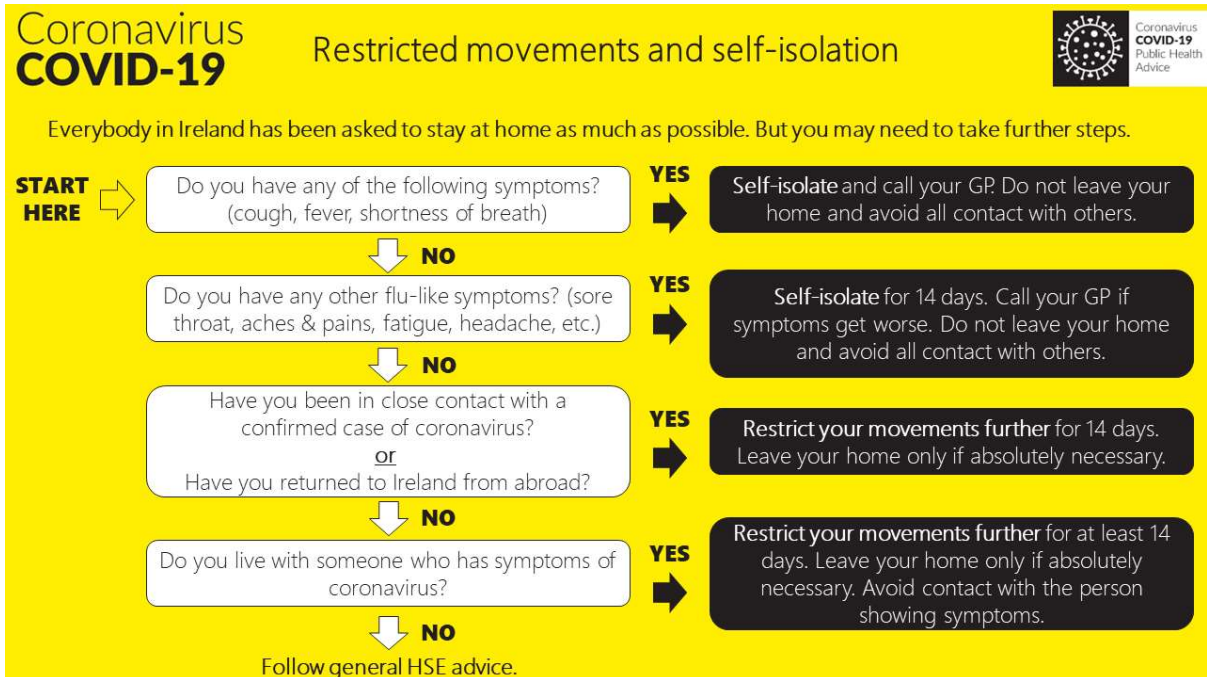 Coronavirus
COVID-19
Restricted movements and self-isolation
Coronavirus
COVID-19
Public Health
Advice
Everybody in Ireland has been asked to stay at home as much as possible. But you may need to take further steps.
START
HERE
Do you have any of the following symptoms?
(cough, fever, shortness of breath)
YES
Self-isolate and call your GP. Do not leave your
home and avoid all contact with others.
NO
Do you have any other flu-like symptoms? (sore
throat, aches & pains, fatigue, headache, etc.)
YES
Self-isolate for 14 days. Call your GP if
symptoms get worse. Do not leave your home
and avoid all contact with others.
NO
Have you been in close contact with a
confirmed case of coronavirus?
or
Have you returned to Ireland from abroad?
YES
Restrict your movements further for 14 days.
Leave your home only if absolutely necessary.
NO
Do you live with someone who has symptoms of
coronavirus?
YES
Restrict your movements further for at least 14
days. Leave your home only if absolutely
necessary. Avoid contact with the person
showing symptoms.
NO
Follow general HSE advice.